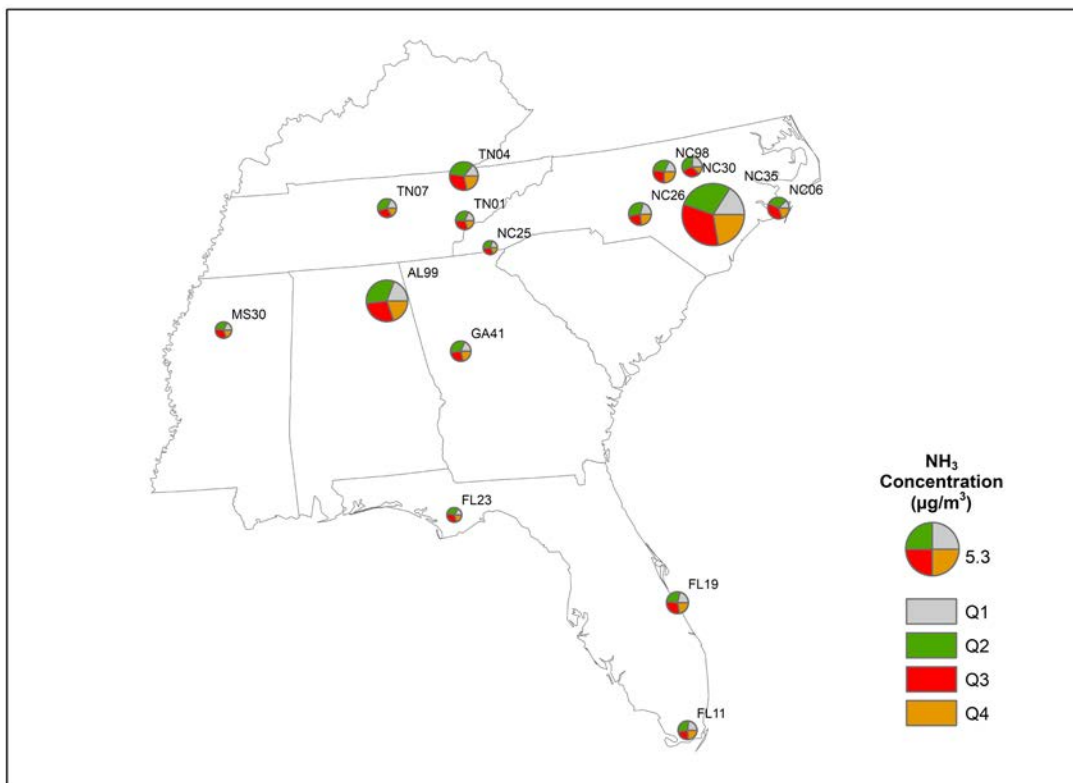 TN04
NC98
NC30
TN07
NC35
TN01
NC26
NC06
NC25
AL99
MS30
GA41
FL23
FL19
FL11
NH₃
Concentration
(µg/m³)
5.3
Q1
Q2
Q3
Q4